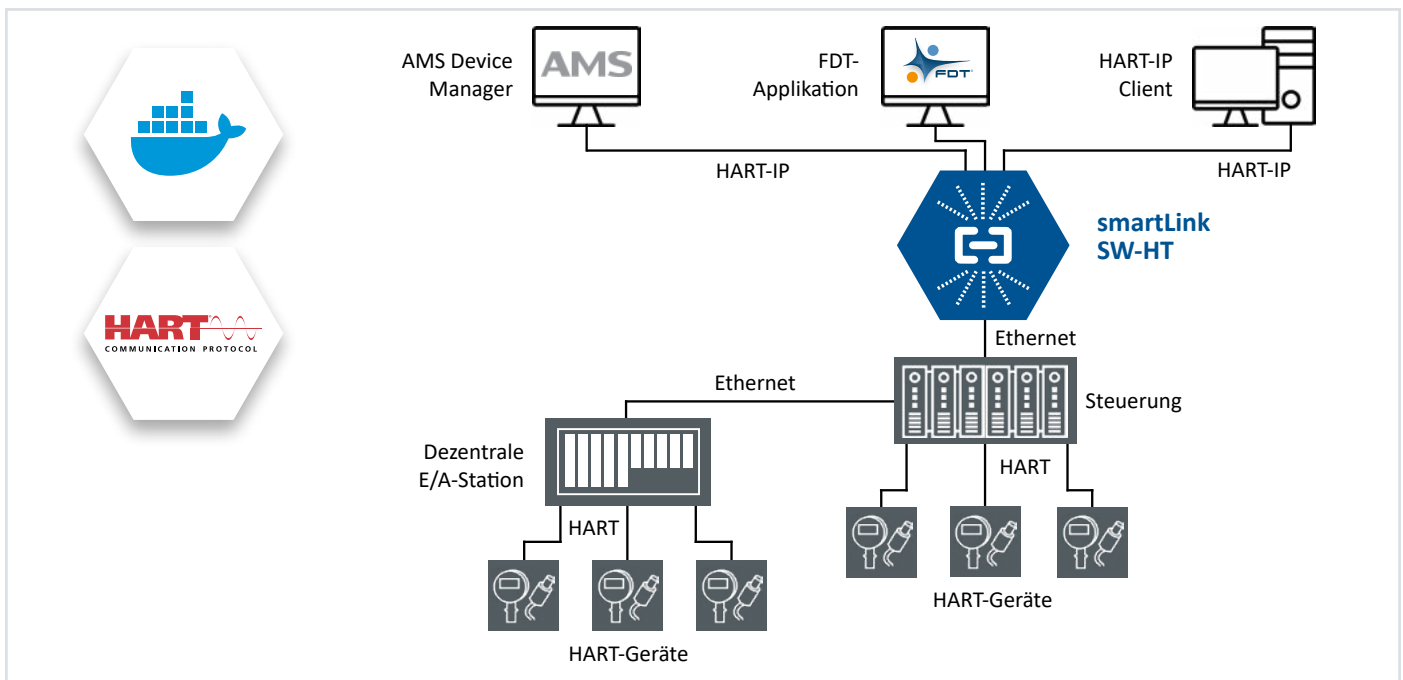 AMS Device
Manager
AMS
FDT-
Applikation
FDT
HART-IP
Client
HART-IP
HART-IP
smartLink
SW-HT
HART
COMMUNICATION PROTOCOL
Ethernet
Ethernet
Steuerung
Dezentrale
E/A-Station
HART
HART
HART-Geräte
HART-Geräte